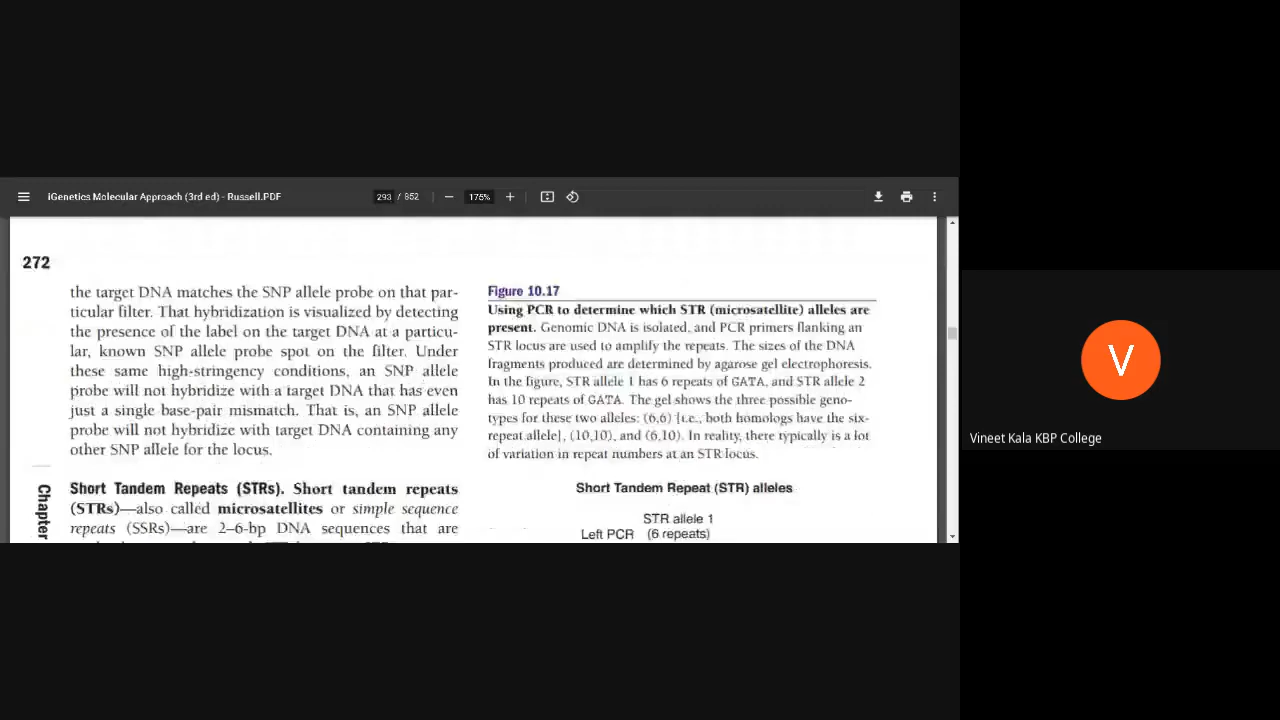 iGenetics Molecular Approach (3rd ed) - Russell.PDF
293 / 852
175%
272
the target DNA matches the SNP allele probe on that par-
ticular filter. That hybridization is visualized by detecting
the presence of the label on the target DNA at a particu-
lar, known SNP allele probe spot on the filter. Under
these same high-stringency conditions, an SNP allele
probe will not hybridize with a target DNA that has even
just a single base-pair mismatch. That is, an SNP allele
probe will not hybridize with target DNA containing any
other SNP allele for the locus.
Short Tandem Repeats (STRs). Short tandem repeats
(STRs)—also called microsatellites or simple sequence
repeats (SSRs)—are 2–6-bp DNA sequences that are
Chapter
Figure 10.17
Using PCR to determine which STR (microsatellite) alleles are
present. Genomic DNA is isolated, and PCR primers flanking an
STR locus are used to amplify the repeats. The sizes of the DNA
fragments produced are determined by agarose gel electrophoresis.
In the figure, STR allele 1 has 6 repeats of GATA, and STR allele 2
has 10 repeats of GATA. The gel shows the three possible geno-
types for these two alleles: (6,6) [i.e., both homologs have the six-
repeat allele], (10,10), and (6,10). In reality, there typically is a lot
of variation in repeat numbers at an STR locus.
Short Tandem Repeat (STR) alleles
STR allele 1
Left PCR (6 repeats)
V
Vineet Kala KBP College